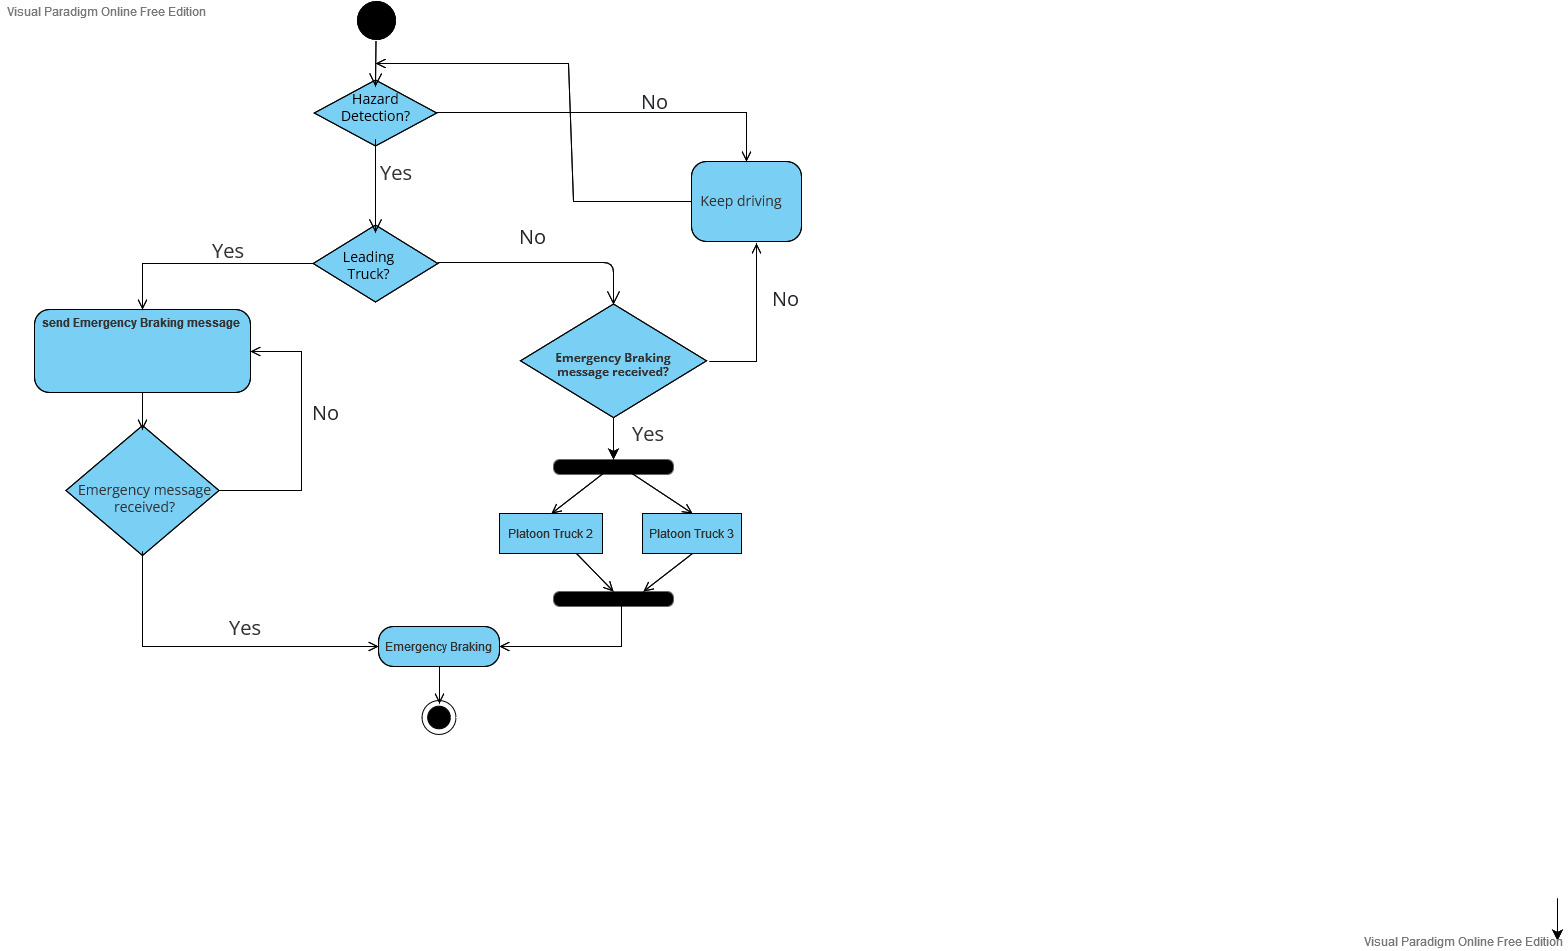 Visual Paradigm Online Free Edition
Hazard
Detection?
No
Yes
Keep driving
Leading
Truck?
Yes
No
No
send Emergency Braking message
Emergency Braking
message received?
No
Yes
Emergency message
received?
Platoon Truck 2
Platoon Truck 3
Yes
Emergency Braking
Visual Paradigm Online Free Edition